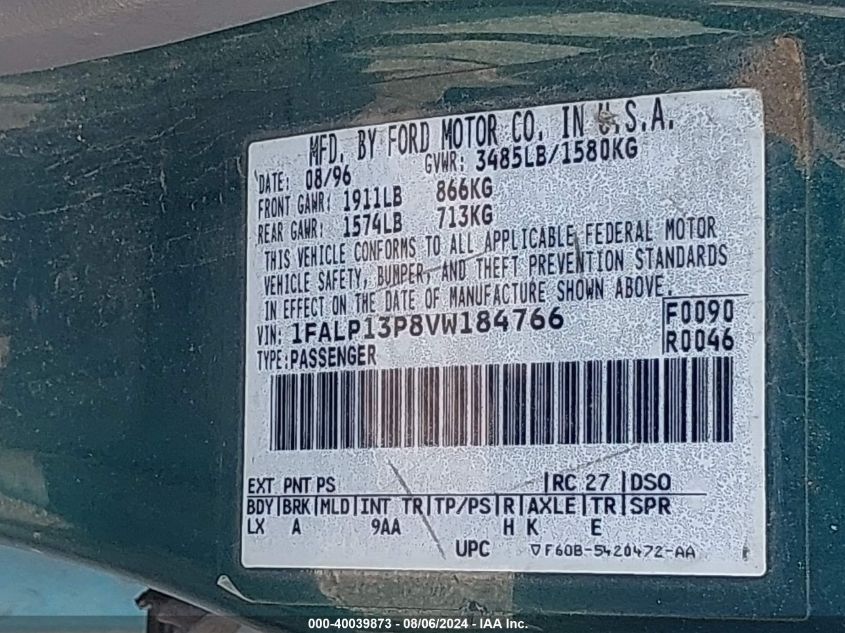 MFD. BY FORD MOTOR CO. IN U.S.A.
DATE: 08/96 GVWR: 3485LB/1580KG
FRONT GAWR: 1911LB 866KG
REAR GAWR: 1574LB 713KG
THIS VEHICLE CONFORMS TO ALL APPLICABLE FEDERAL MOTOR
VEHICLE SAFETY, BUMPER, AND THEFT PREVENTION STANDARDS
IN EFFECT ON THE DATE OF MANUFACTURE SHOWN ABOVE.
VIN: 1FALP13P8VW184766 F0090
TYPE: PASSENGER R0046
EXT PNT PS RC 27 DSO
BDY BRK MLD INT TR TP/PS R AXLE TR SPR
LX A 9AA H K E
UPC ▽F60B-5420472-AA
000-40039873 - 08/06/2024 - IAA Inc.